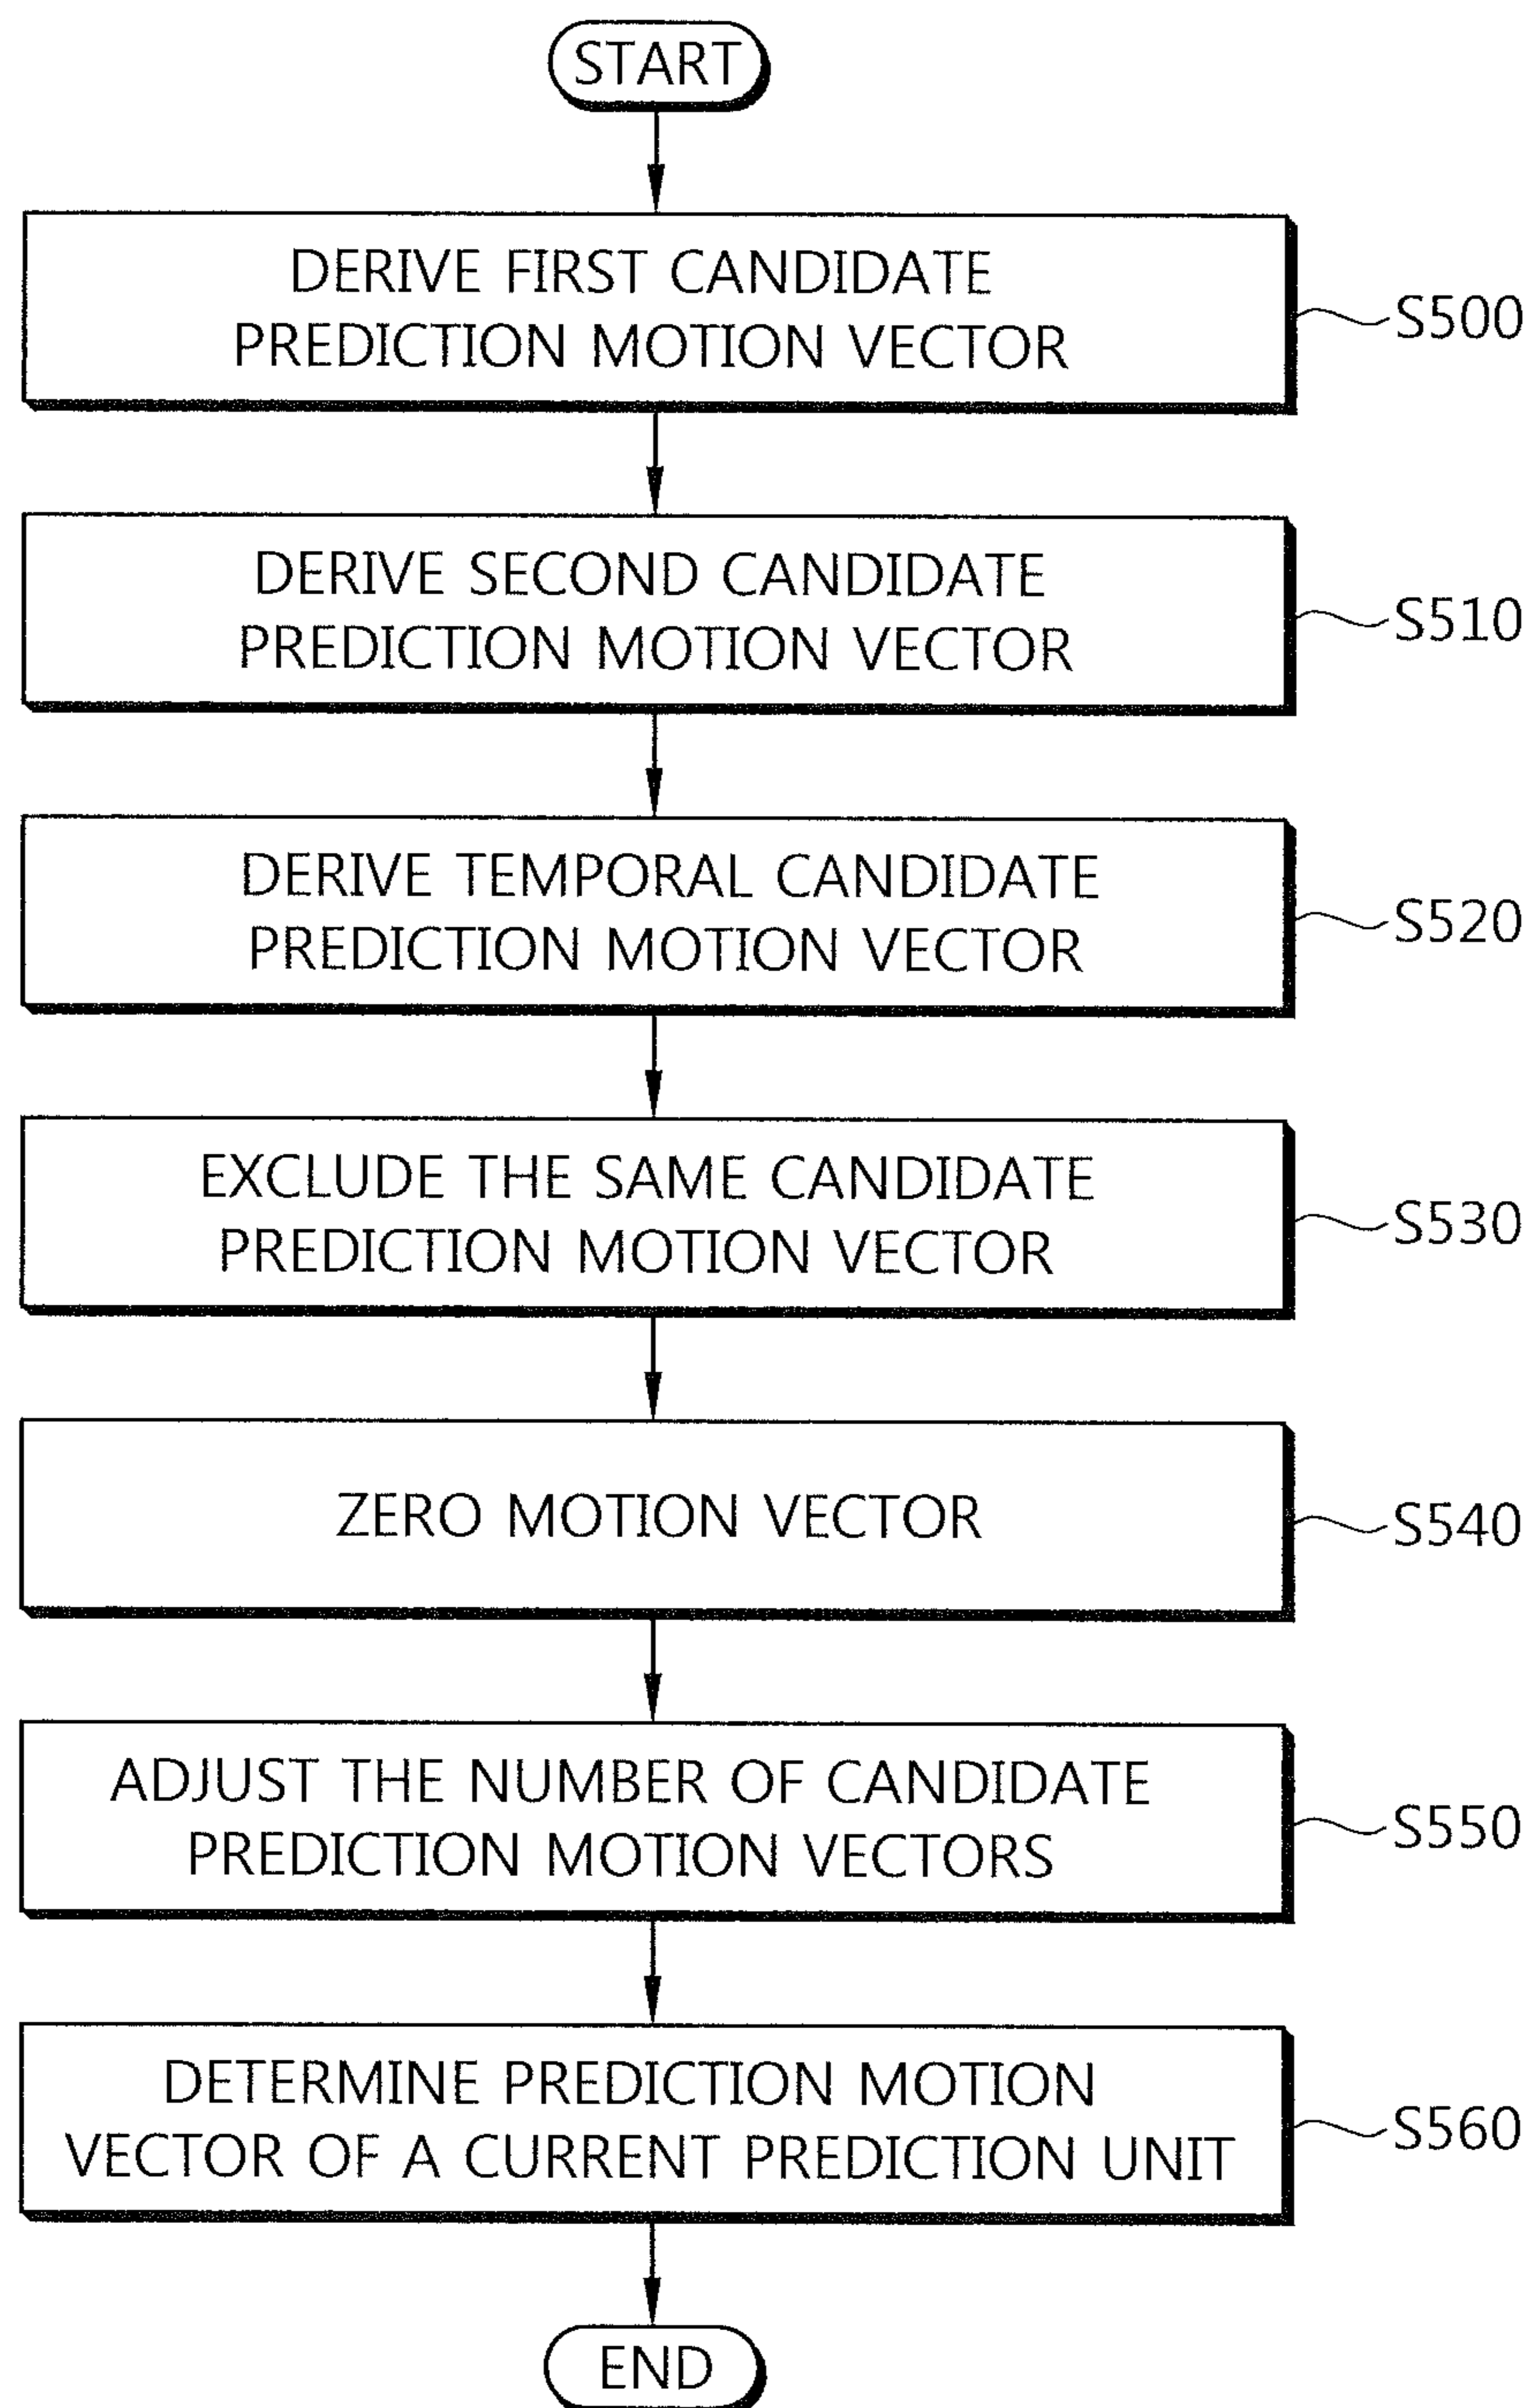 START
DERIVE FIRST CANDIDATE
PREDICTION MOTION VECTOR
S500
DERIVE SECOND CANDIDATE
PREDICTION MOTION VECTOR
S510
DERIVE TEMPORAL CANDIDATE
PREDICTION MOTION VECTOR
S520
EXCLUDE THE SAME CANDIDATE
PREDICTION MOTION VECTOR
S530
ZERO MOTION VECTOR
S540
ADJUST THE NUMBER OF CANDIDATE
PREDICTION MOTION VECTORS
S550
DETERMINE PREDICTION MOTION
VECTOR OF A CURRENT PREDICTION UNIT
S560
END